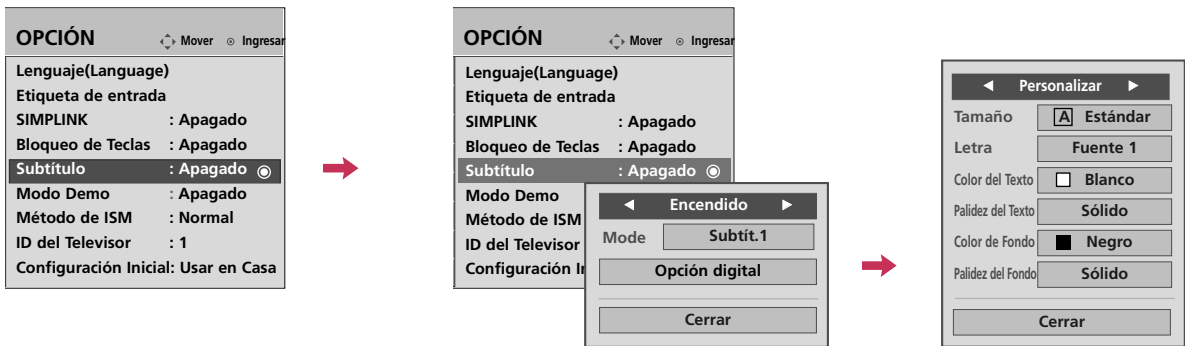 OPCIÓN Mover Ingresar
Lenguaje(Language)
Etiqueta de entrada
SIMPLINK : Apagado
Bloqueo de Teclas : Apagado
Subtítulo : Apagado
Modo Demo : Apagado
Método de ISM : Normal
ID del Televisor : 1
Configuración Inicial: Usar en Casa
OPCIÓN Mover Ingresar
Lenguaje(Language)
Etiqueta de entrada
SIMPLINK : Apagado
Bloqueo de Teclas : Apagado
Subtítulo : Apagado
Modo Demo
Método de ISM
ID del Televisor
Configuración In
◄ Encendido ►
Mode Subtít.1
Opción digital
Cerrar
◄ Personalizar ►
Tamaño A Estándar
Letra Fuente 1
Color del Texto Blanco
Palidez del Texto Sólido
Color de Fondo Negro
Palidez del Fondo Sólido
Cerrar